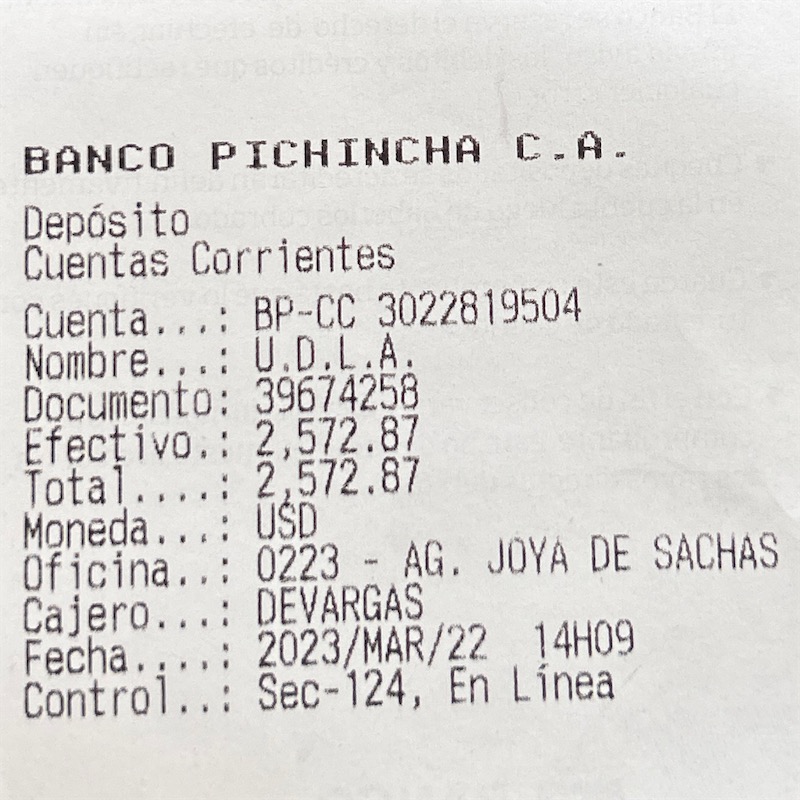 BANCO PICHINCHA C.A.
Depósito
Cuentas Corrientes
Cuenta...: BP-CC 3022819504
Nombre...: U.D.L.A.
Documento: 39674258
Efectivo.: 2,572.87
Total....: 2,572.87
Moneda...: USD
Oficina..: 0223 - AG. JOYA DE SACHAS
Cajero...: DEVARGAS
Fecha....: 2023/MAR/22 14H09
Control..: Sec-124, En Línea